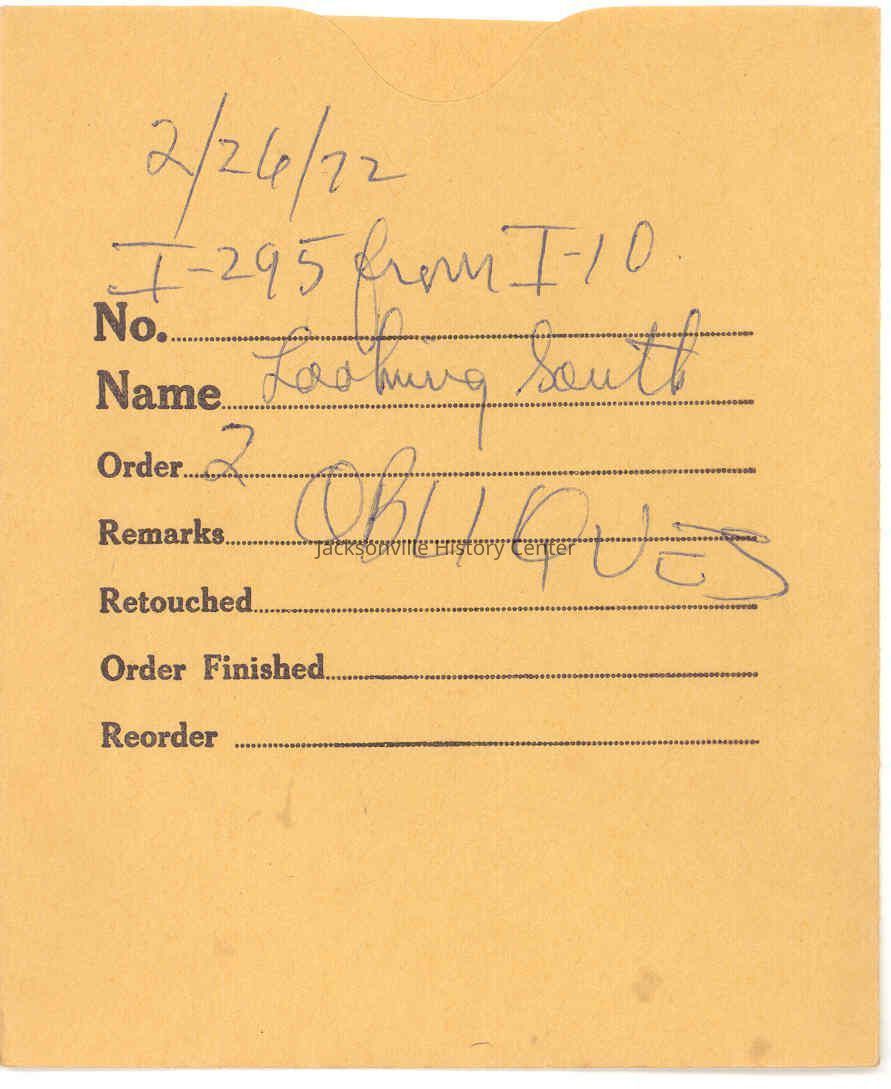 2/26/72
I-295 from I-10
No.
Name Looking South
Order 2
OBLIQUES
Remarks
Jacksonville History Center
Retouched
Order Finished
Reorder